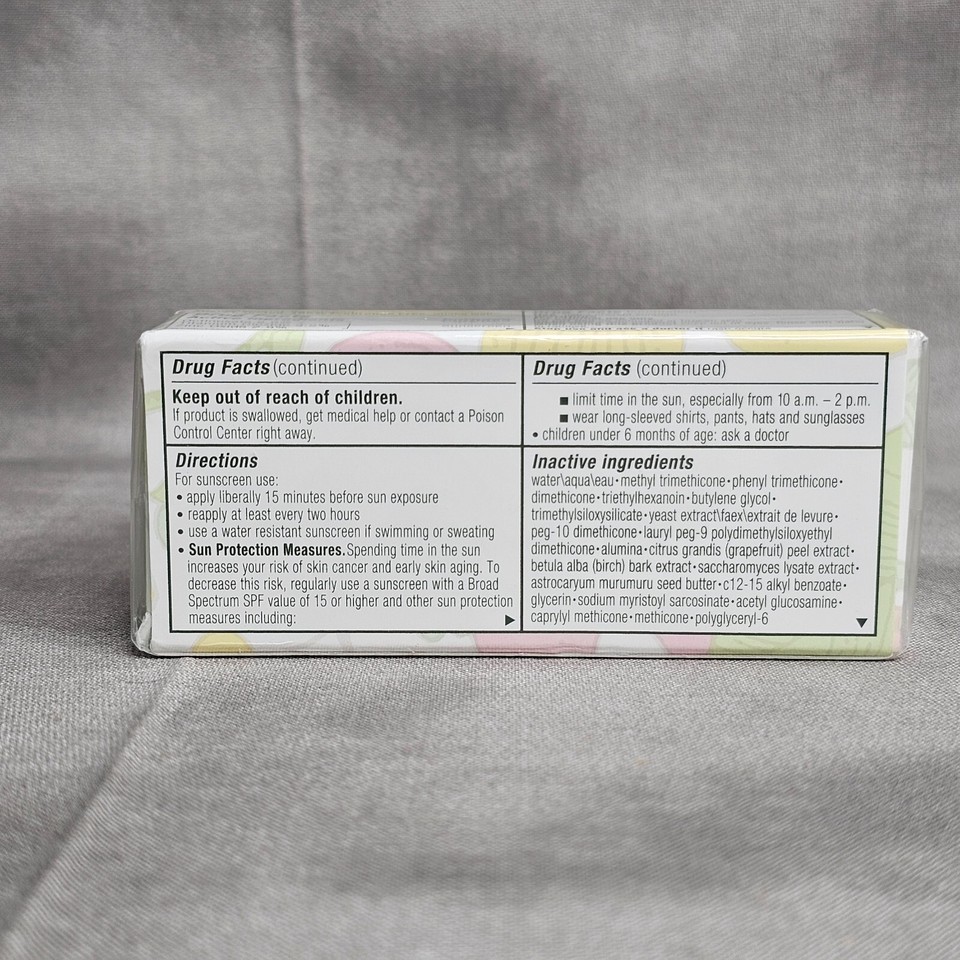 Drug Facts (continued)
Keep out of reach of children.
If product is swallowed, get medical help or contact a Poison
Control Center right away.
Directions
For sunscreen use:
• apply liberally 15 minutes before sun exposure
• reapply at least every two hours
• use a water resistant sunscreen if swimming or sweating
• Sun Protection Measures. Spending time in the sun
increases your risk of skin cancer and early skin aging. To
decrease this risk, regularly use a sunscreen with a Broad
Spectrum SPF value of 15 or higher and other sun protection
measures including: ▶
Drug Facts (continued)
■ limit time in the sun, especially from 10 a.m. – 2 p.m.
■ wear long-sleeved shirts, pants, hats and sunglasses
• children under 6 months of age: ask a doctor
Inactive ingredients
water\aqua\eau•methyl trimethicone•phenyl trimethicone•
dimethicone•triethylhexanoin•butylene glycol•
trimethylsiloxysilicate•yeast extract\faex\extrait de levure•
peg-10 dimethicone•lauryl peg-9 polydimethylsiloxyethyl
dimethicone•alumina•citrus grandis (grapefruit) peel extract•
betula alba (birch) bark extract•saccharomyces lysate extract•
astrocaryum murumuru seed butter•c12-15 alkyl benzoate•
glycerin•sodium myristoyl sarcosinate•acetyl glucosamine•
caprylyl methicone•methicone•polyglyceryl-6 ▼